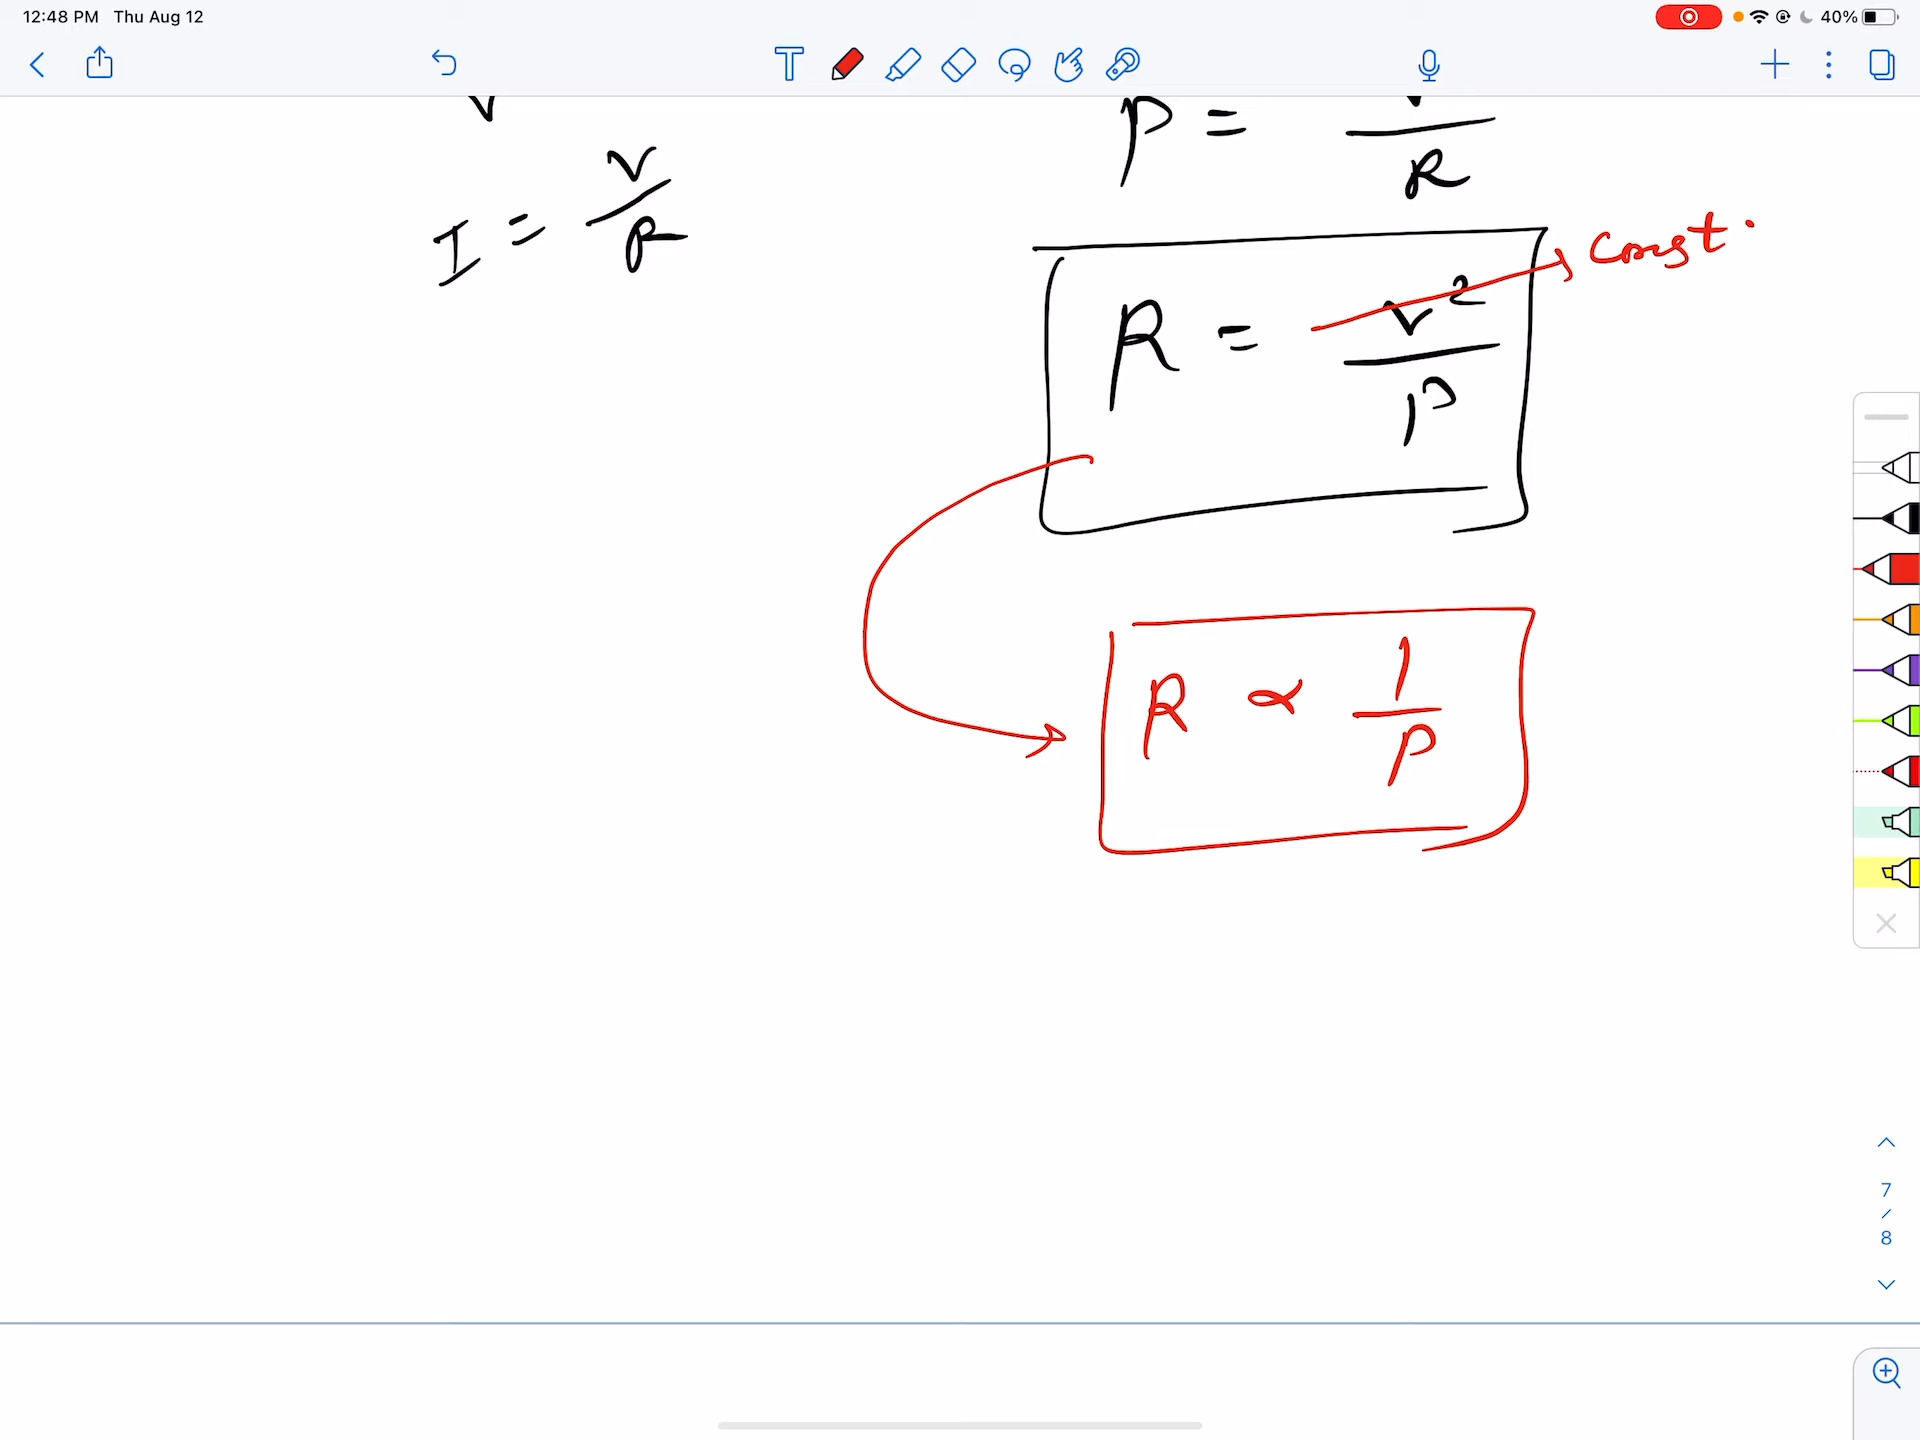 12:48 PM Thu Aug 12
40%
T
V
I = V/R
P = V/R
const.
R = V²/P
R ∝ 1/P
7
/
8